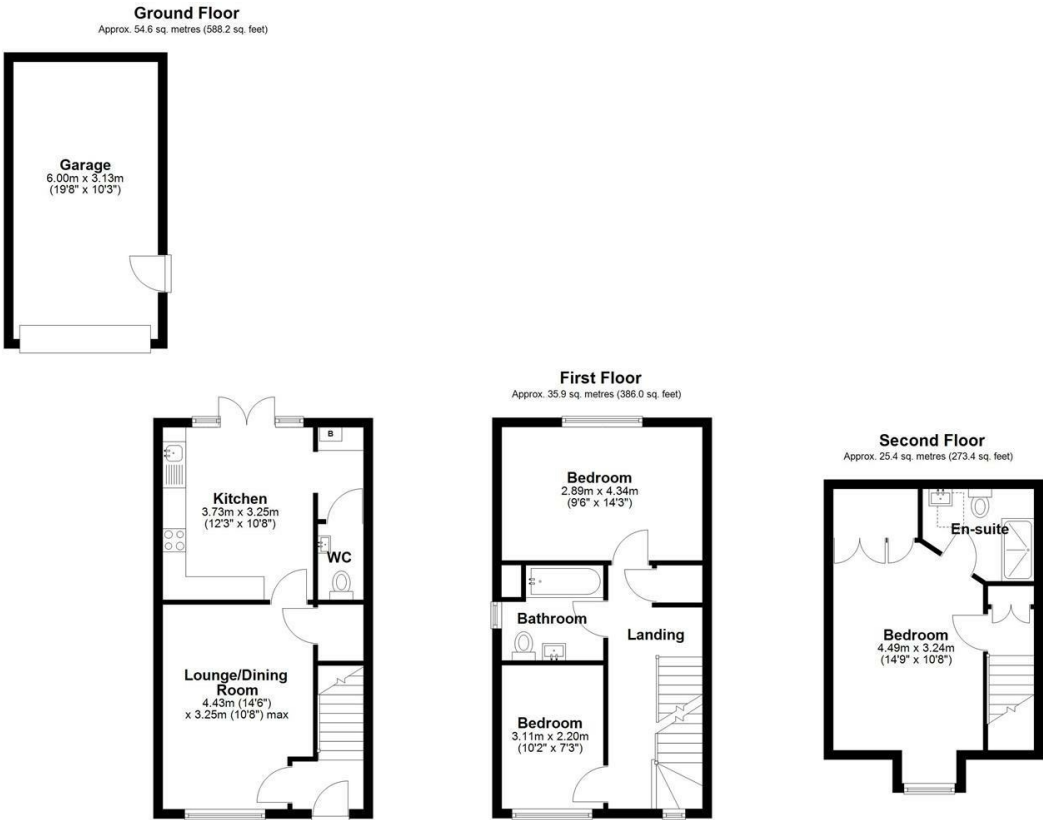 Ground Floor
Approx. 54.6 sq. metres (588.2 sq. feet)
Garage
6.00m x 3.13m
(19'8" x 10'3")
B
Kitchen
3.73m x 3.25m
(12'3" x 10'8")
WC
Lounge/Dining
Room
4.43m (14'6")
x 3.25m (10'8") max
First Floor
Approx. 35.9 sq. metres (386.0 sq. feet)
Bedroom
2.89m x 4.34m
(9'6" x 14'3")
Bathroom
Landing
Bedroom
3.11m x 2.20m
(10'2" x 7'3")
Second Floor
Approx. 25.4 sq. metres (273.4 sq. feet)
En-suite
Bedroom
4.49m x 3.24m
(14'9" x 10'8")